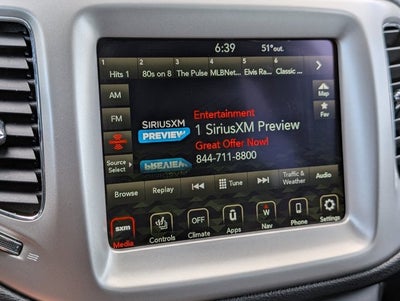 6:39 51°out.
1 2 3 4 5 6
Hits 1 80s on 8 The Pulse MLBNet... Elvis Ra... Classic ...
AM
Map
Entertainment
SIRIUSXM
1 SiriusXM Preview
Fav
FM
PREVIEW
Great Offer Now!
844-711-8800
Source
Select
Browse Replay Tune Traffic & Audio
Weather
sxm OFF W
Media Controls Climate Apps Nav Phone Settings